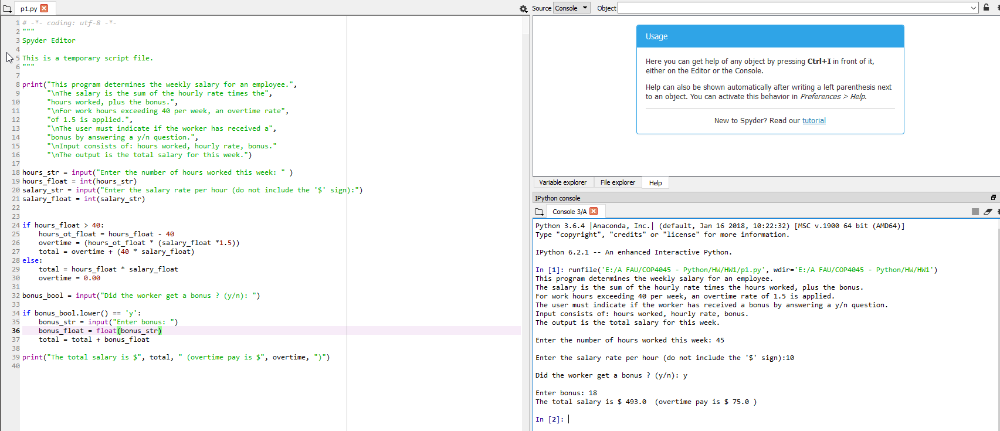 p1.py
1 # -*- coding: utf-8 -*-
2 """
3 Spyder Editor
4
5 This is a temporary script file.
6 """
7
8 print("This program determines the weekly salary for an employee.",
9       "\nThe salary is the sum of the hourly rate times the",
10       "hours worked, plus the bonus.",
11       "\nFor work hours exceeding 40 per week, an overtime rate",
12       "of 1.5 is applied.",
13       "\nThe user must indicate if the worker has received a",
14       "bonus by answering a y/n question.",
15       "\nInput consists of: hours worked, hourly rate, bonus."
16       "\nThe output is the total salary for this week.")
17
18 hours_str = input("Enter the number of hours worked this week: " )
19 hours_float = int(hours_str)
20 salary_str = input("Enter the salary rate per hour (do not include the '$' sign):")
21 salary_float = int(salary_str)
22
23
24 if hours_float > 40:
25     hours_ot_float = hours_float - 40
26     overtime = (hours_ot_float * (salary_float *1.5))
27     total = overtime + (40 * salary_float)
28 else:
29     total = hours_float * salary_float
30     overtime = 0.00
31
32 bonus_bool = input("Did the worker get a bonus ? (y/n): ")
33
34 if bonus_bool.lower() == 'y':
35     bonus_str = input("Enter bonus: ")
36     bonus_float = float(bonus_str)
37     total = total + bonus_float
38
39 print("The total salary is $", total, " (overtime pay is $", overtime, ")")
40
Source Console Object
Usage
Here you can get help of any object by pressing Ctrl+I in front of it,
either on the Editor or the Console.
Help can also be shown automatically after writing a left parenthesis next
to an object. You can activate this behavior in Preferences > Help.
New to Spyder? Read our tutorial
Variable explorer File explorer Help
IPython console
Console 3/A
Python 3.6.4 |Anaconda, Inc.| (default, Jan 16 2018, 10:22:32) [MSC v.1900 64 bit (AMD64)]
Type "copyright", "credits" or "license" for more information.
IPython 6.2.1 -- An enhanced Interactive Python.
In [1]: runfile('E:/A FAU/COP4045 - Python/HW/HW1/p1.py', wdir='E:/A FAU/COP4045 - Python/HW/HW1')
This program determines the weekly salary for an employee.
The salary is the sum of the hourly rate times the hours worked, plus the bonus.
For work hours exceeding 40 per week, an overtime rate of 1.5 is applied.
The user must indicate if the worker has received a bonus by answering a y/n question.
Input consists of: hours worked, hourly rate, bonus.
The output is the total salary for this week.
Enter the number of hours worked this week: 45
Enter the salary rate per hour (do not include the '$' sign):10
Did the worker get a bonus ? (y/n): y
Enter bonus: 18
The total salary is $ 493.0  (overtime pay is $ 75.0 )
In [2]: